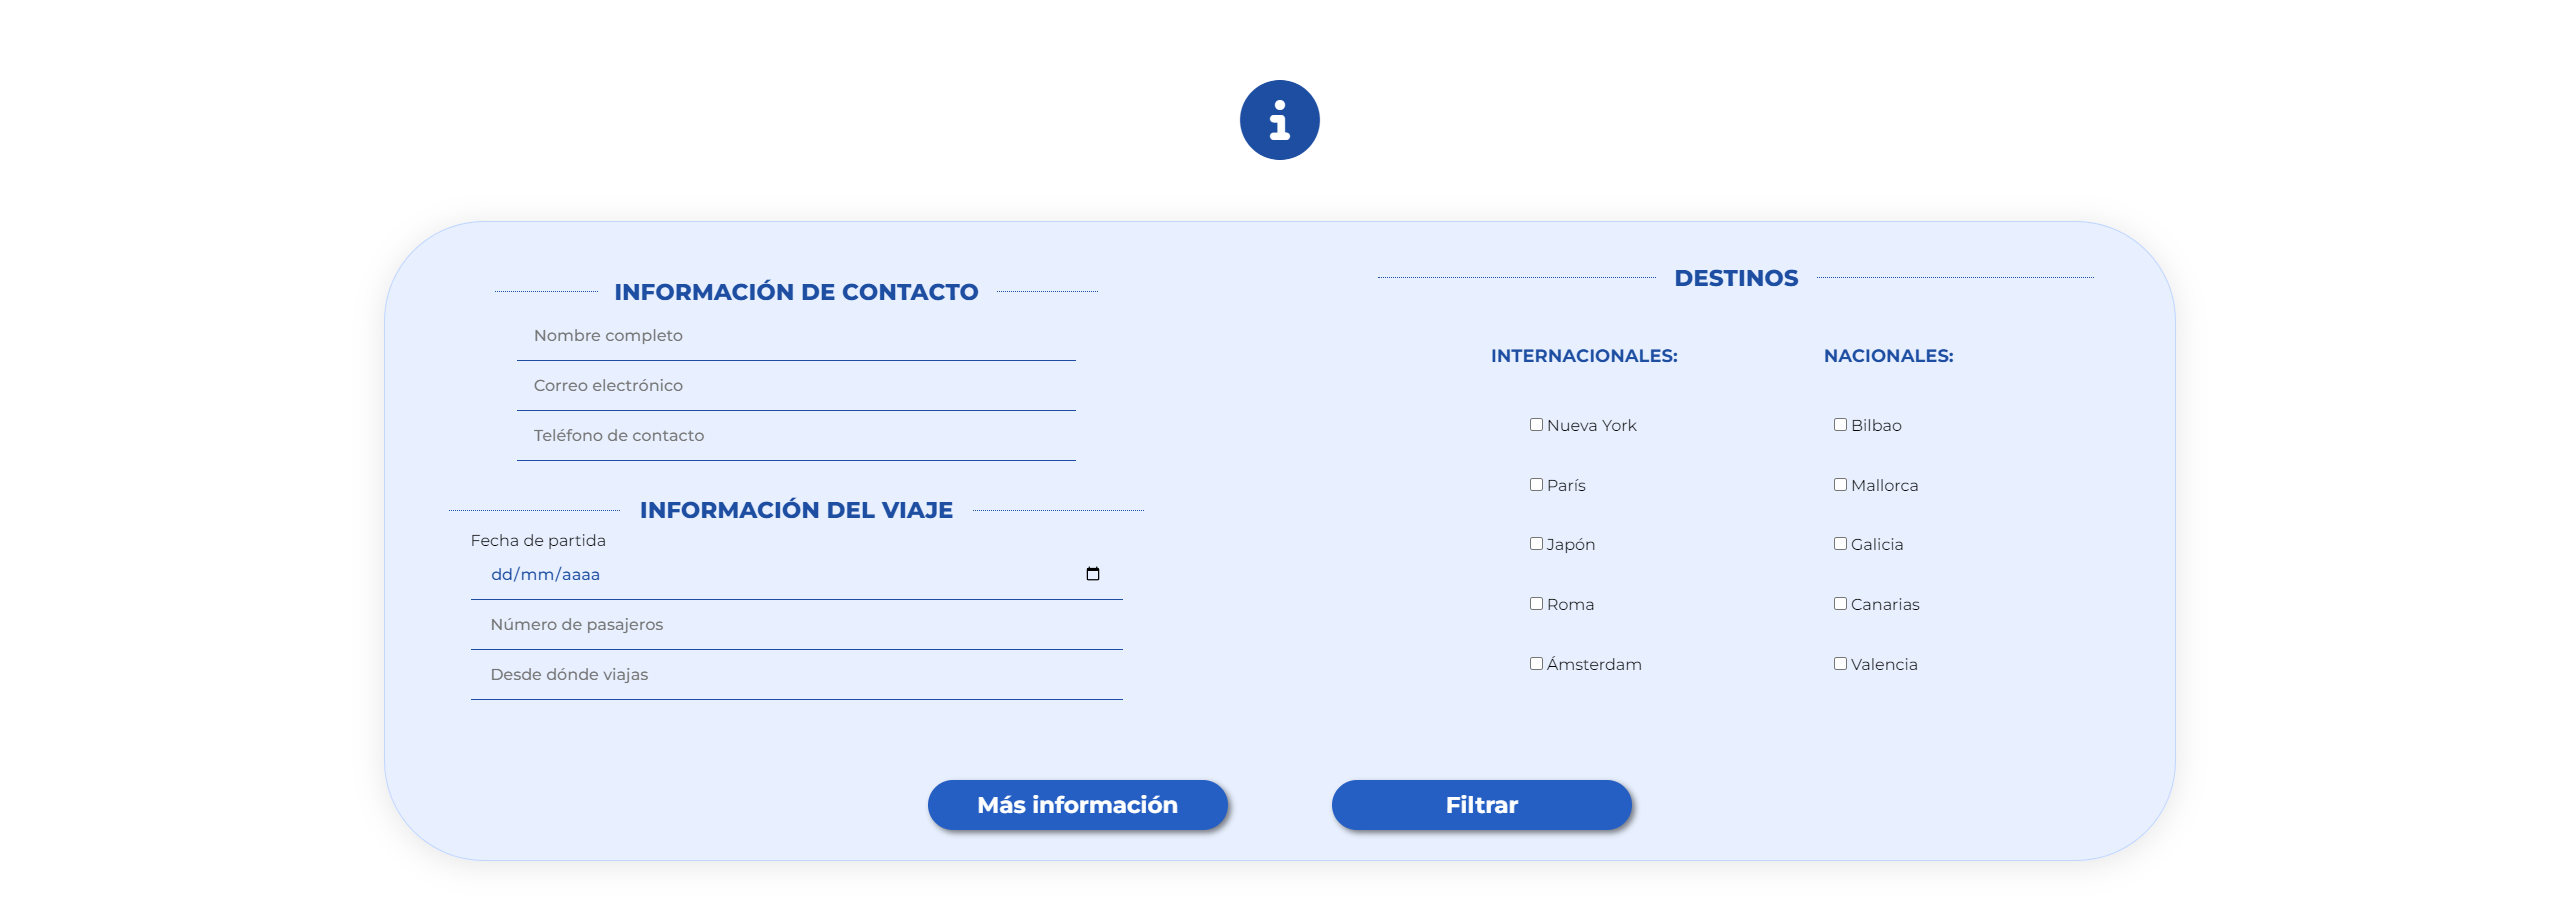 INFORMACIÓN DE CONTACTO
Nombre completo
Correo electrónico
Teléfono de contacto
INFORMACIÓN DEL VIAJE
Fecha de partida
dd/mm/aaaa
Número de pasajeros
Desde dónde viajas
DESTINOS
INTERNACIONALES:
Nueva York
París
Japón
Roma
Ámsterdam
NACIONALES:
Bilbao
Mallorca
Galicia
Canarias
Valencia
Más información
Filtrar